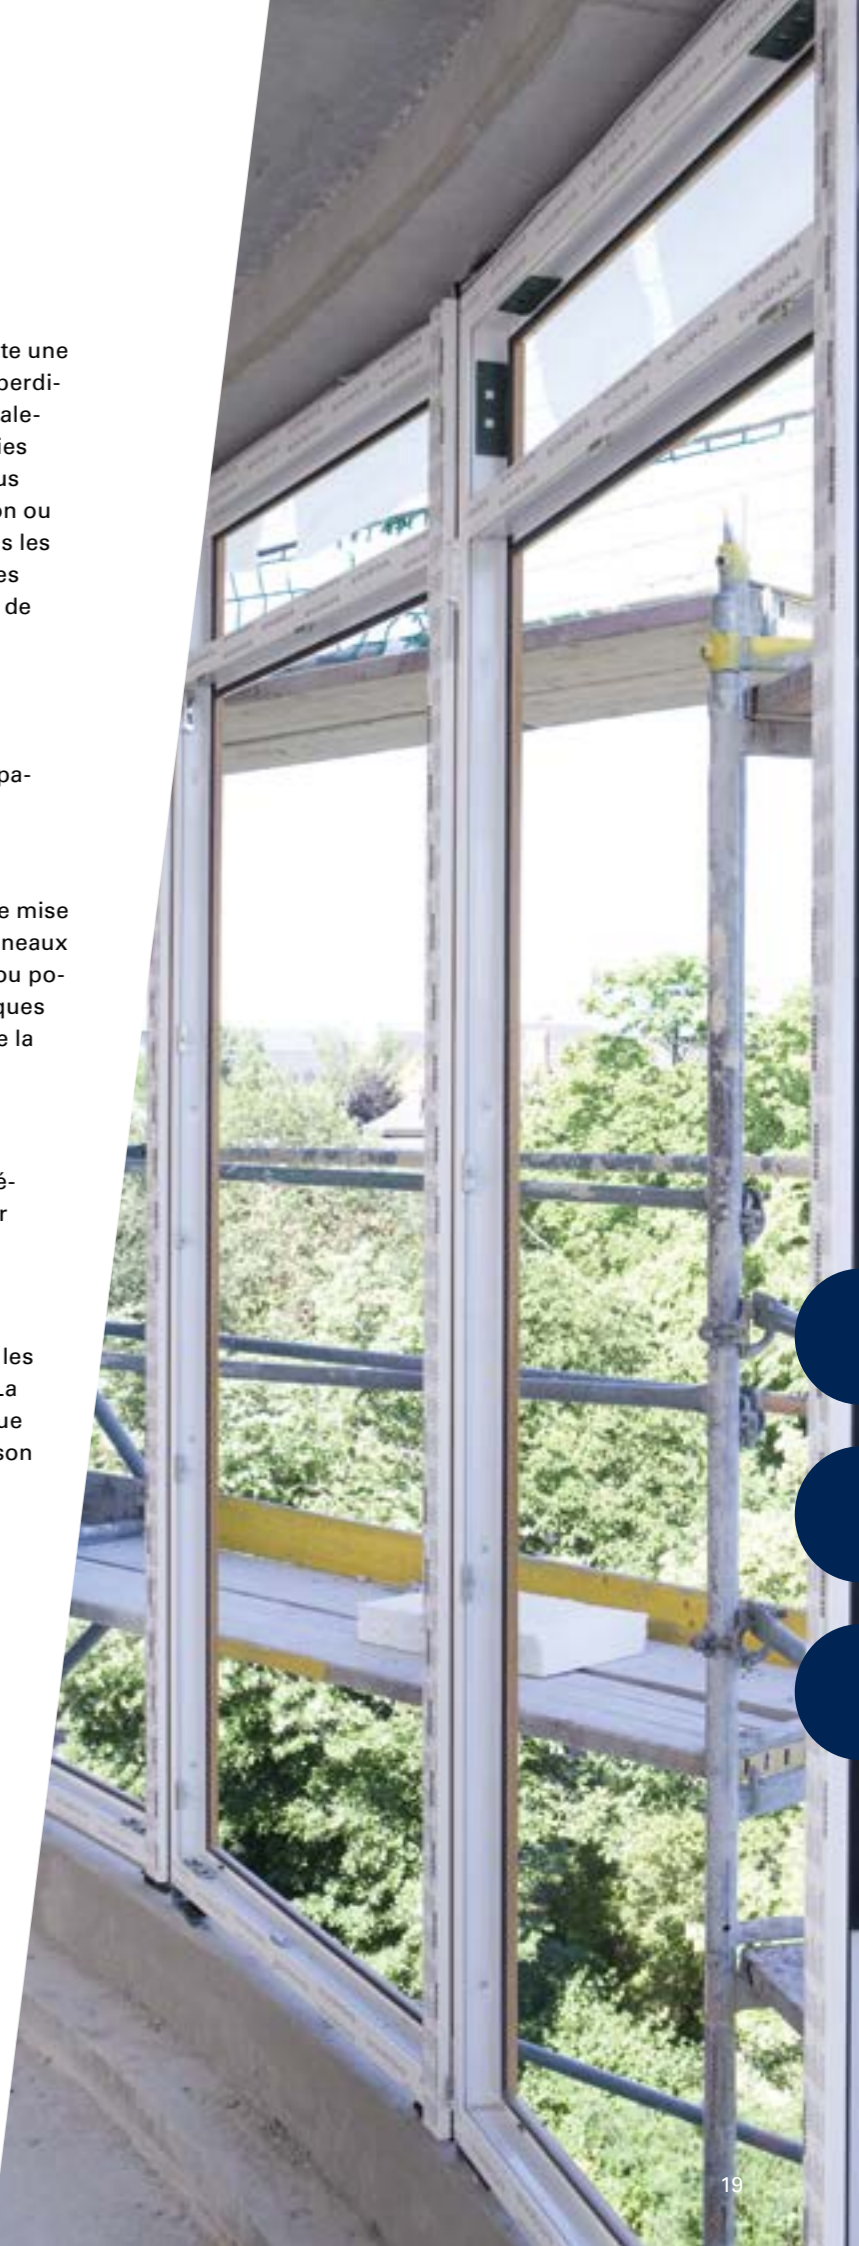 te une
perdi-
ale-
ies
us
on ou
s les
es
de
pa-
e mise
neaux
ou po-
ques
e la
é-
r
les
La
ue
son
19